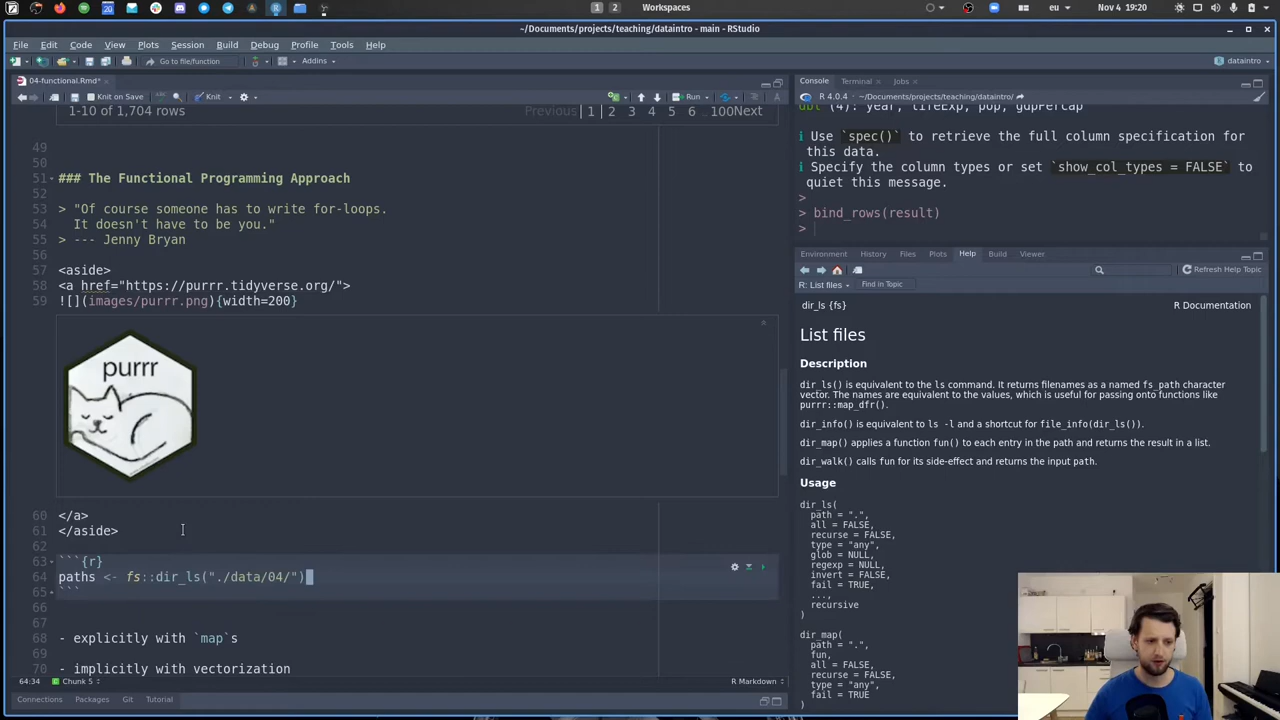 1
2
Workspaces
eu
Nov 4 19:20
~/Documents/projects/teaching/dataintro - main - RStudio
File Edit Code View Plots Session Build Debug Profile Tools Help
Go to file/function
Addins
dataintro
04-functional.Rmd*
Knit on Save
Knit
Run
1-10 of 1,704 rows
Previous 1 2 3 4 5 6 .. 100 Next
49
50
51 ### The Functional Programming Approach
52
53 > "Of course someone has to write for-loops.
54 It doesn't have to be you."
55 > --- Jenny Bryan
56
57 <aside>
58 <a href="https://purrr.tidyverse.org/">
59 ![](images/purrr.png){width=200}
purrr
60 </a>
61 </aside>
62
63 ```{r}
64 paths <- fs::dir_ls("./data/04/")
65 ```
66
67
68 - explicitly with `map`s
70 - implicitly with vectorization
64:34 Chunk 5
R Markdown
Connections Packages Git Tutorial
Console Terminal Jobs
R 4.0.4 · ~/Documents/projects/teaching/dataintro/
dbl (4): year, lifeExp, pop, gdpPercap
ℹ Use `spec()` to retrieve the full column specification for
this data.
ℹ Specify the column types or set `show_col_types = FALSE` to
quiet this message.
>
> bind_rows(result)
>
Environment History Files Plots Help Build Viewer
Refresh Help Topic
R: List files
Find in Topic
dir_ls {fs}
R Documentation
List files
Description
dir_ls() is equivalent to the ls command. It returns filenames as a named fs_path character
vector. The names are equivalent to the values, which is useful for passing onto functions like
purrr::map_dfr().
dir_info() is equivalent to ls -l and a shortcut for file_info(dir_ls()).
dir_map() applies a function fun() to each entry in the path and returns the result in a list.
dir_walk() calls fun for its side-effect and returns the input path.
Usage
dir_ls(
path = ".",
all = FALSE,
recurse = FALSE,
type = "any",
glob = NULL,
regexp = NULL,
invert = FALSE,
fail = TRUE,
...,
recursive
)
dir_map(
path = ".",
fun,
all = FALSE,
recurse = FALSE,
type = "any",
fail = TRUE
)